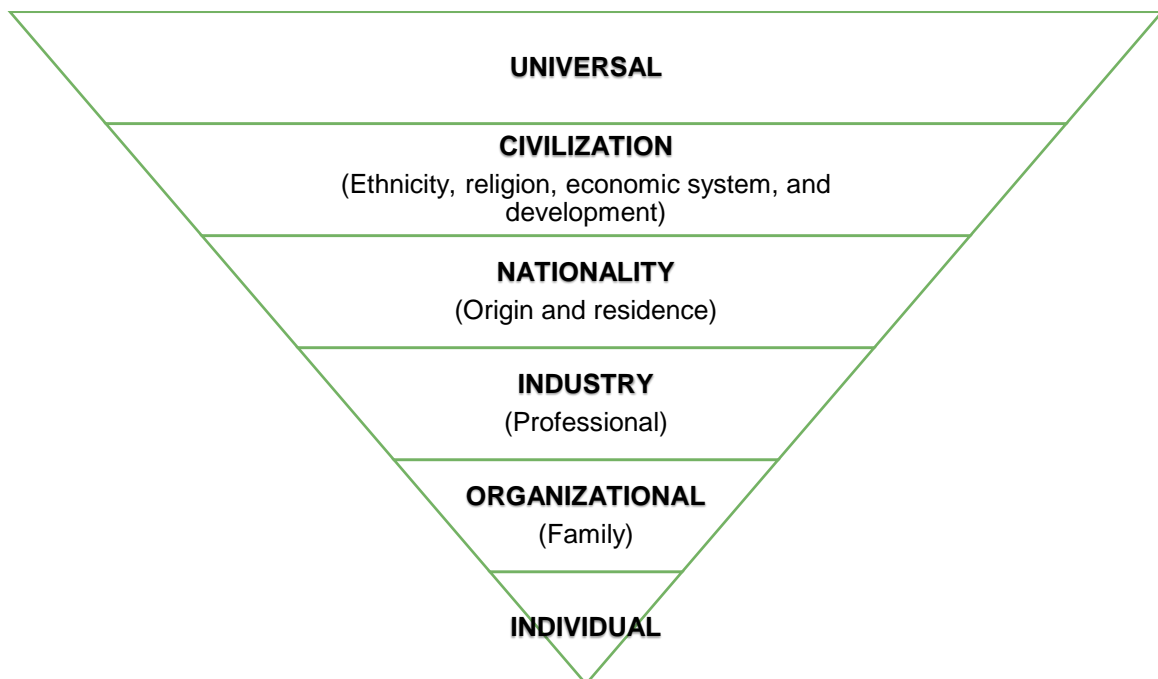 UNIVERSAL
CIVILIZATION
(Ethnicity, religion, economic system, and
development)
NATIONALITY
(Origin and residence)
INDUSTRY
(Professional)
ORGANIZATIONAL
(Family)
INDIVIDUAL